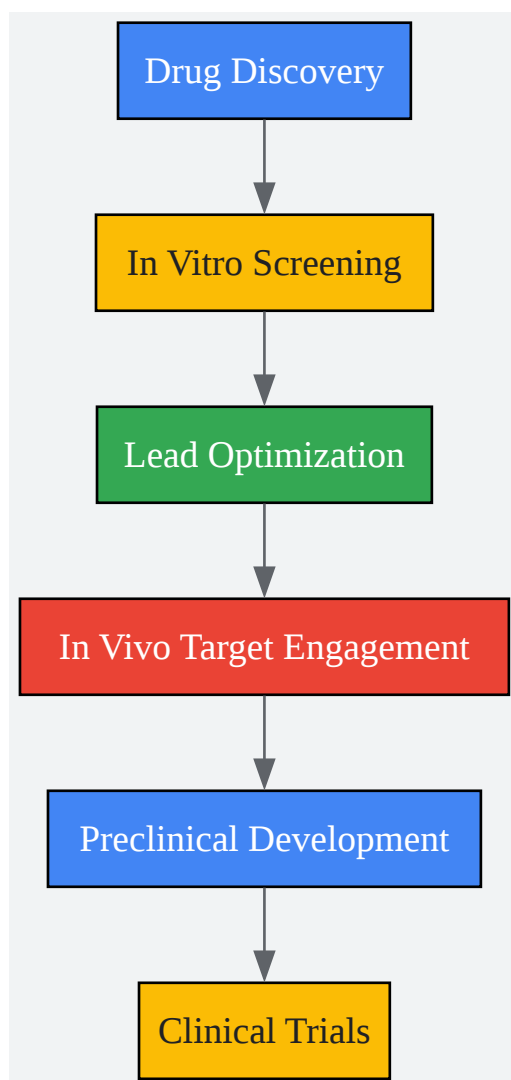 Drug Discovery
In Vitro Screening
Lead Optimization
In Vivo Target Engagement
Preclinical Development
Clinical Trials